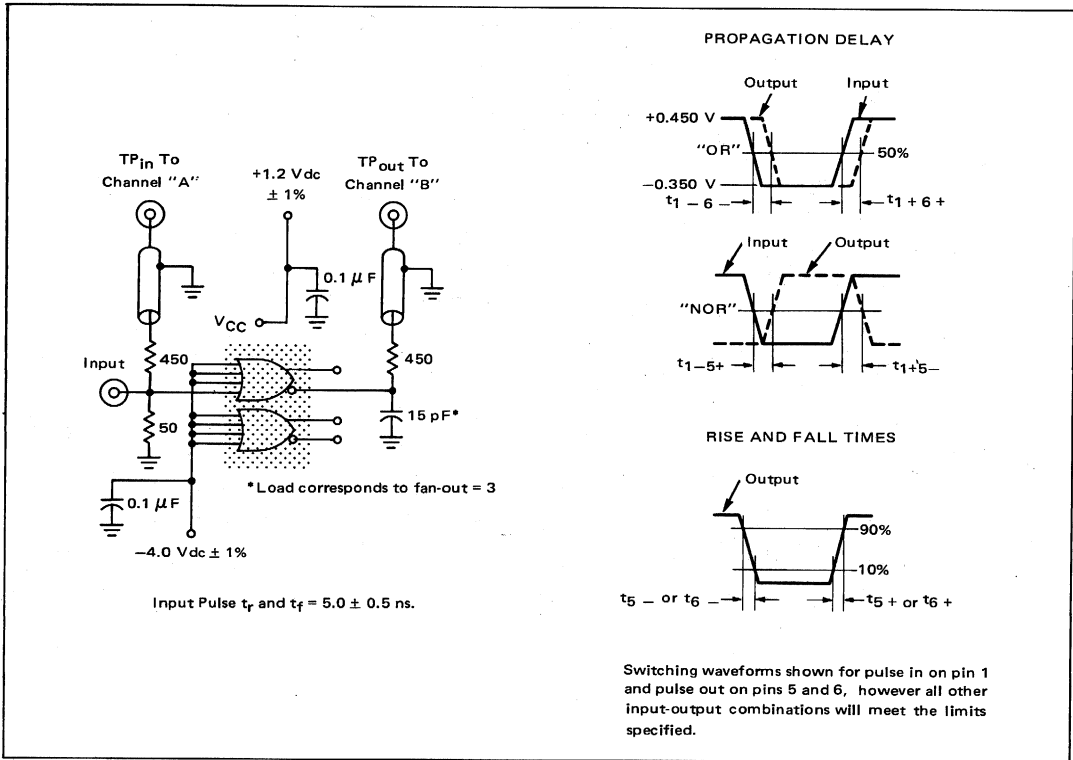 TPin To
Channel "A"
+1.2 Vdc
± 1%
TPout To
Channel "B"
0.1 μF
VCC
450
450
Input
50
15 pF*
0.1 μF
*Load corresponds to fan-out = 3
−4.0 Vdc ± 1%
Input Pulse tr and tf = 5.0 ± 0.5 ns.
PROPAGATION DELAY
Output
Input
+0.450 V
"OR"
50%
−0.350 V
t1 − 6 −
t1 + 6 +
Input
Output
"NOR"
t1−5+
t1+5−
RISE AND FALL TIMES
Output
90%
10%
t5 − or t6 −
t5 + or t6 +
Switching waveforms shown for pulse in on pin 1
and pulse out on pins 5 and 6, however all other
input-output combinations will meet the limits
specified.